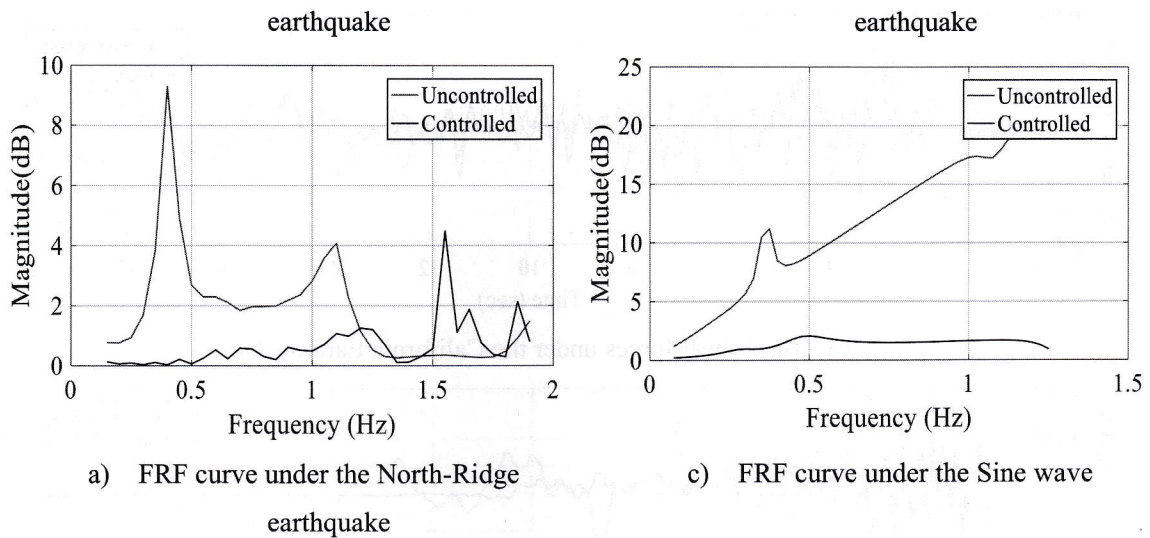 earthquake
10
8
6
4
2
0
Magnitude(dB)
Uncontrolled
Controlled
0
0.5
1
1.5
2
Frequency (Hz)
a) FRF curve under the North-Ridge
earthquake
earthquake
25
20
15
10
5
0
Magnitude(dB)
Uncontrolled
Controlled
0
0.5
1
1.5
Frequency (Hz)
c) FRF curve under the Sine wave